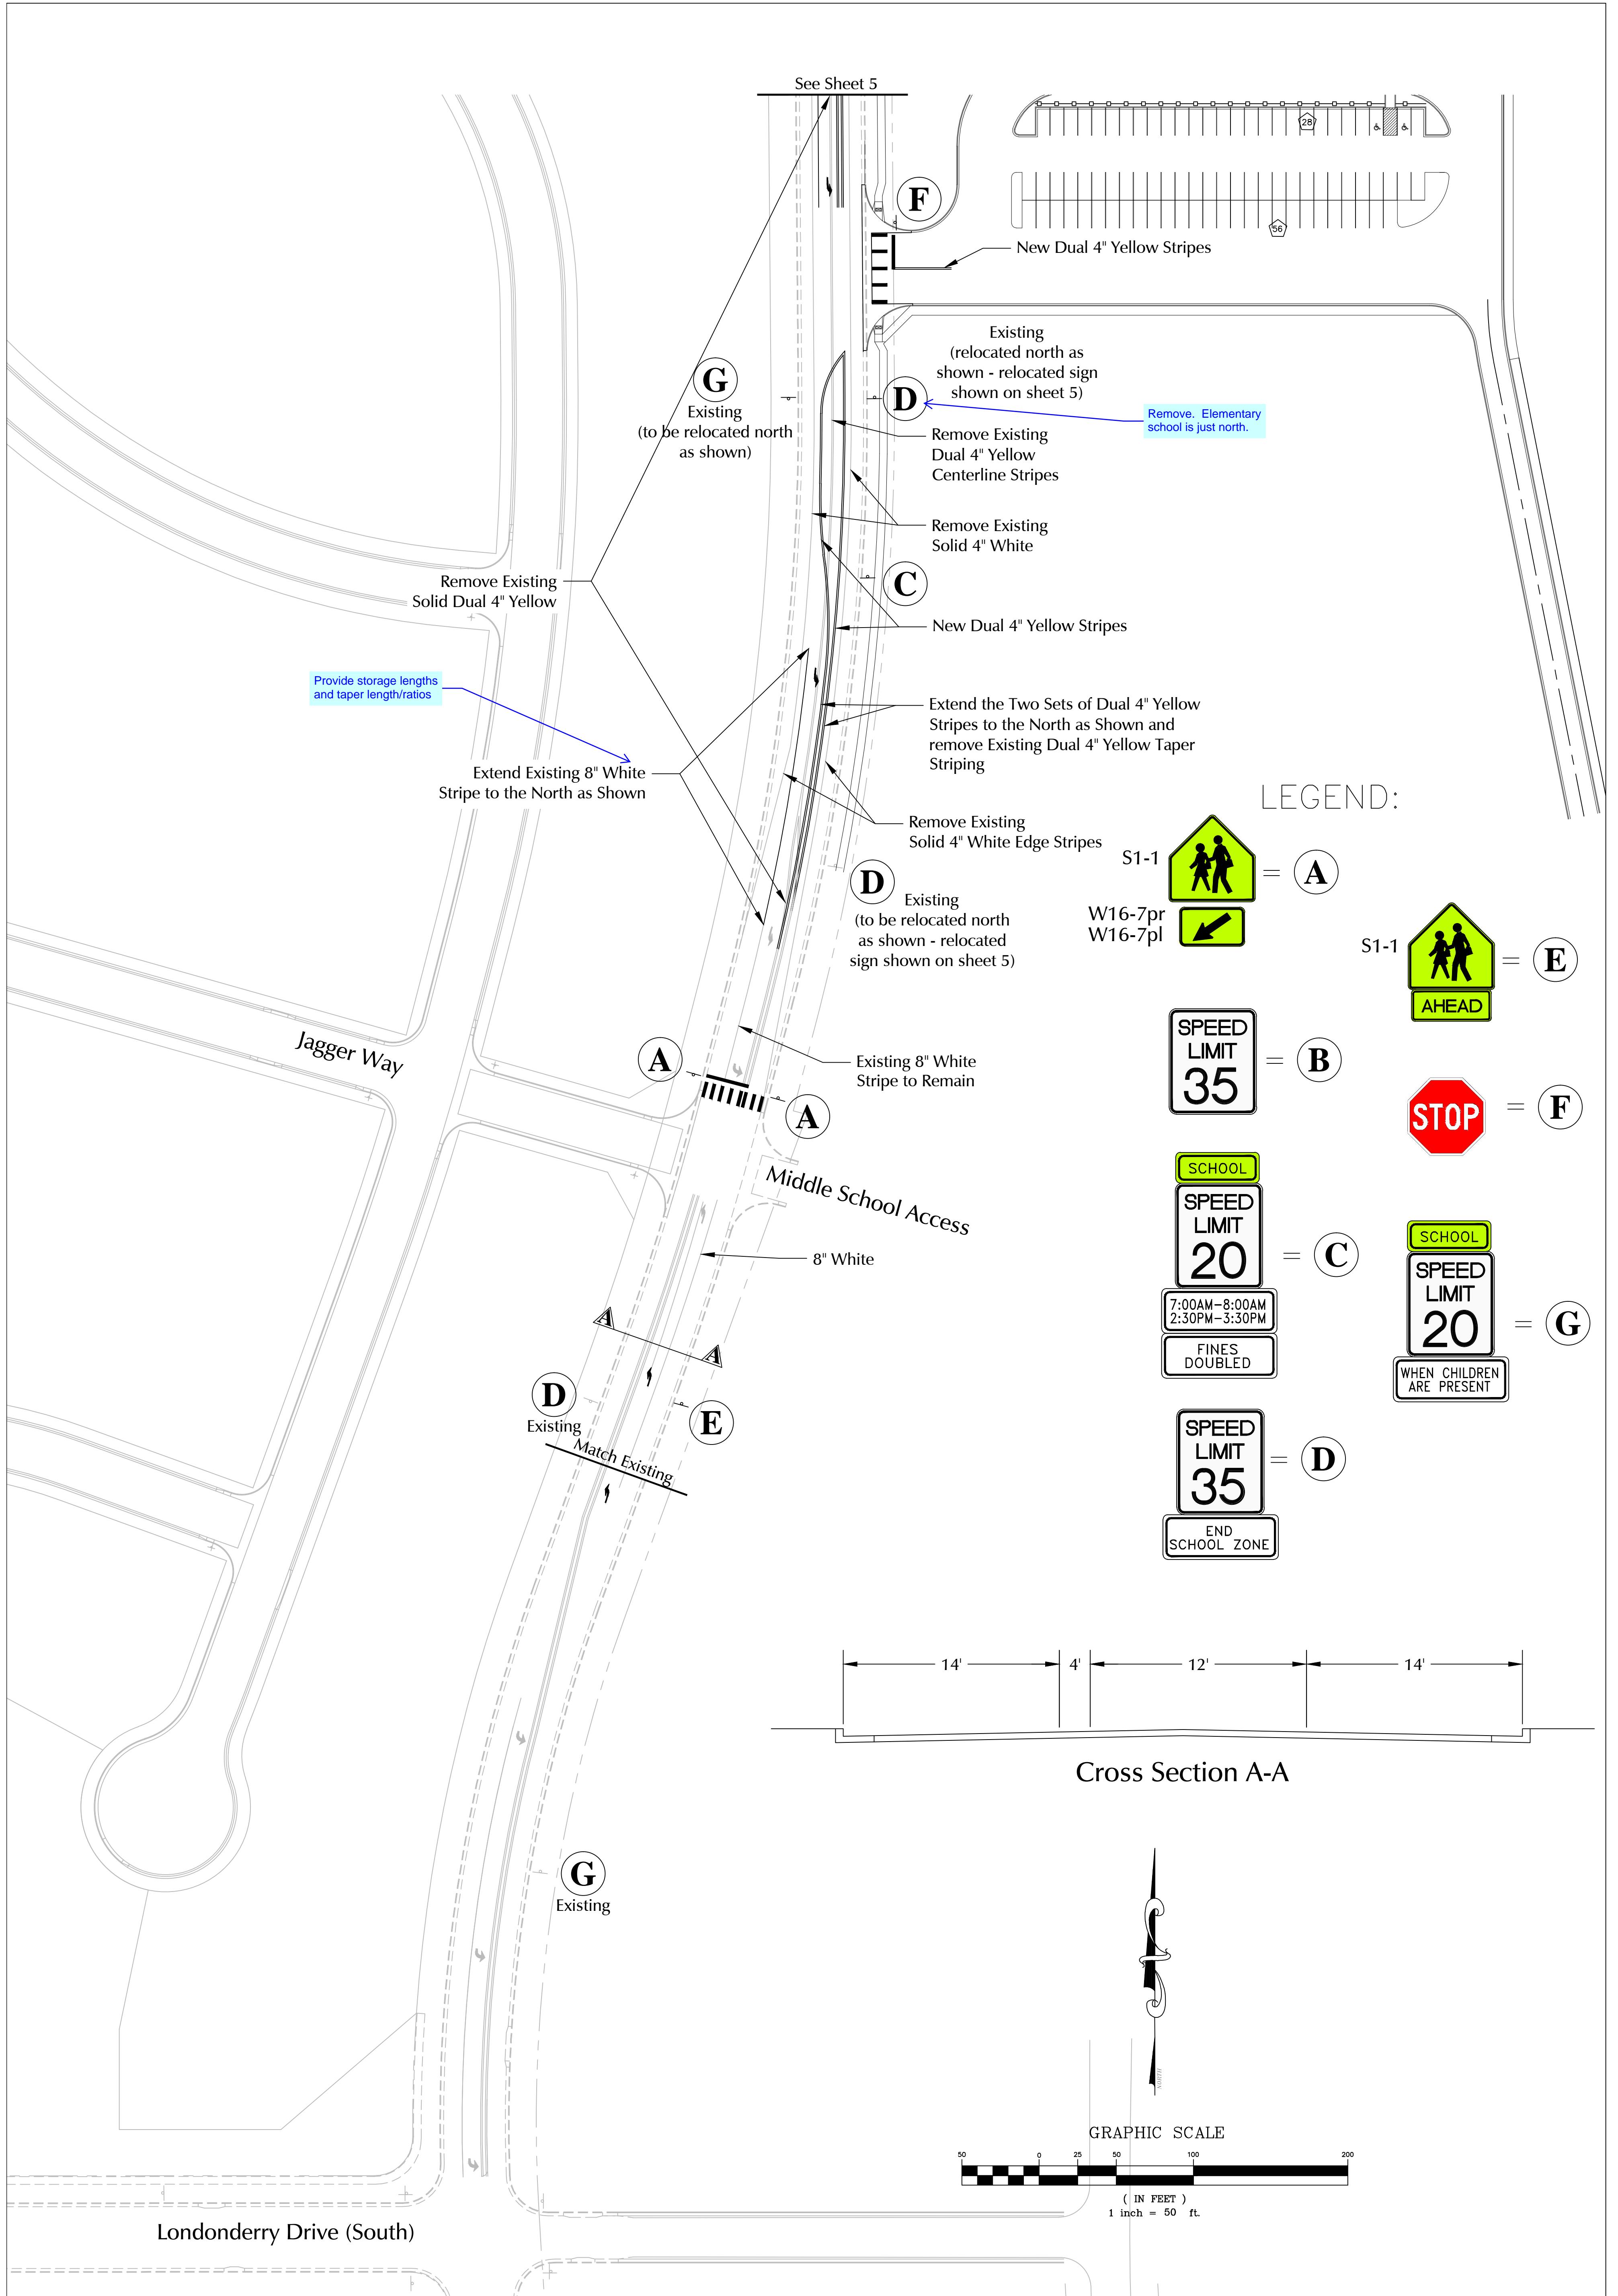 See Sheet 5
28
56
F
New Dual 4" Yellow Stripes
Existing
(relocated north as
shown - relocated sign
shown on sheet 5)
G
Existing
(to be relocated north
as shown)
D
Remove. Elementary
school is just north.
Remove Existing
Dual 4" Yellow
Centerline Stripes
Remove Existing
Solid 4" White
Remove Existing
Solid Dual 4" Yellow
C
New Dual 4" Yellow Stripes
Provide storage lengths
and taper length/ratios
Extend the Two Sets of Dual 4" Yellow
Stripes to the North as Shown and
remove Existing Dual 4" Yellow Taper
Striping
Extend Existing 8" White
Stripe to the North as Shown
Remove Existing
Solid 4" White Edge Stripes
D
Existing
(to be relocated north
as shown - relocated
sign shown on sheet 5)
Jagger Way
A
Existing 8" White
Stripe to Remain
A
Middle School Access
8" White
A
A
D
Existing
E
Match Existing
G
Existing
Londonderry Drive (South)
LEGEND:
S1-1
= A
W16-7pr
W16-7pl
S1-1
AHEAD
= E
SPEED
LIMIT
35
= B
STOP
= F
SCHOOL
SPEED
LIMIT
20
7:00AM-8:00AM
2:30PM-3:30PM
FINES
DOUBLED
= C
SCHOOL
SPEED
LIMIT
20
WHEN CHILDREN
ARE PRESENT
= G
SPEED
LIMIT
35
END
SCHOOL ZONE
= D
14' 4' 12' 14'
Cross Section A-A
NORTH
GRAPHIC SCALE
50 0 25 50 100 200
( IN FEET )
1 inch = 50 ft.